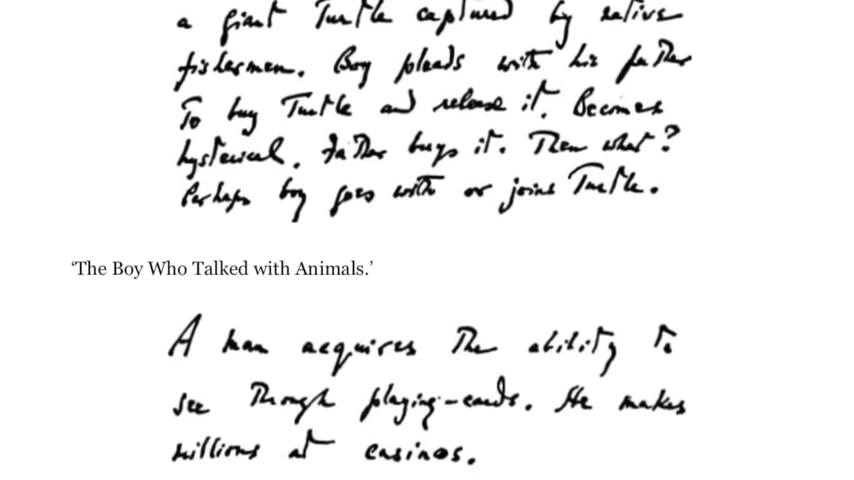 a giant Turtle captured by native
fishermen. Boy pleads with his father
To buy Turtle and release it. Becomes
hysterical. Father buys it. Then what?
Perhaps boy goes with or joins Turtle.
‘The Boy Who Talked with Animals.’
A man acquires the ability to
see Through playing-cards. He makes
millions at casinos.